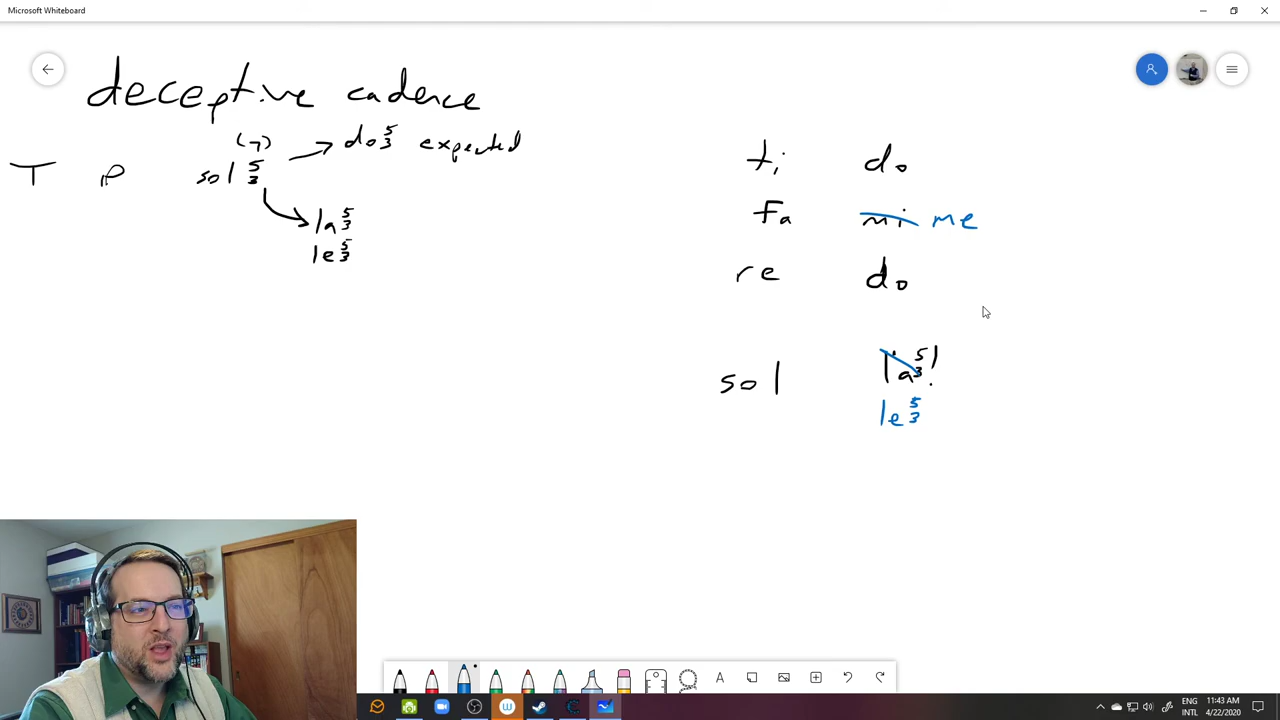 Microsoft Whiteboard
deceptive cadence
(7)
do 5 3 expected
T P sol 5 3
la 5 3
le 5 3
ti do
fa mi me
re do
sol la 5 3 !
le 5 3
A
ENG
INTL
11:43 AM
4/22/2020